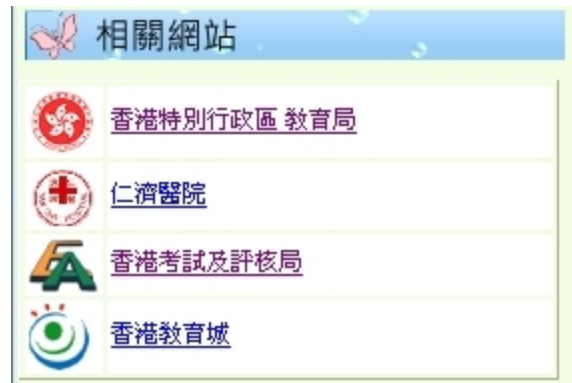 相關網站
香港特別行政區 教育局
仁濟醫院
香港考試及評核局
香港教育城